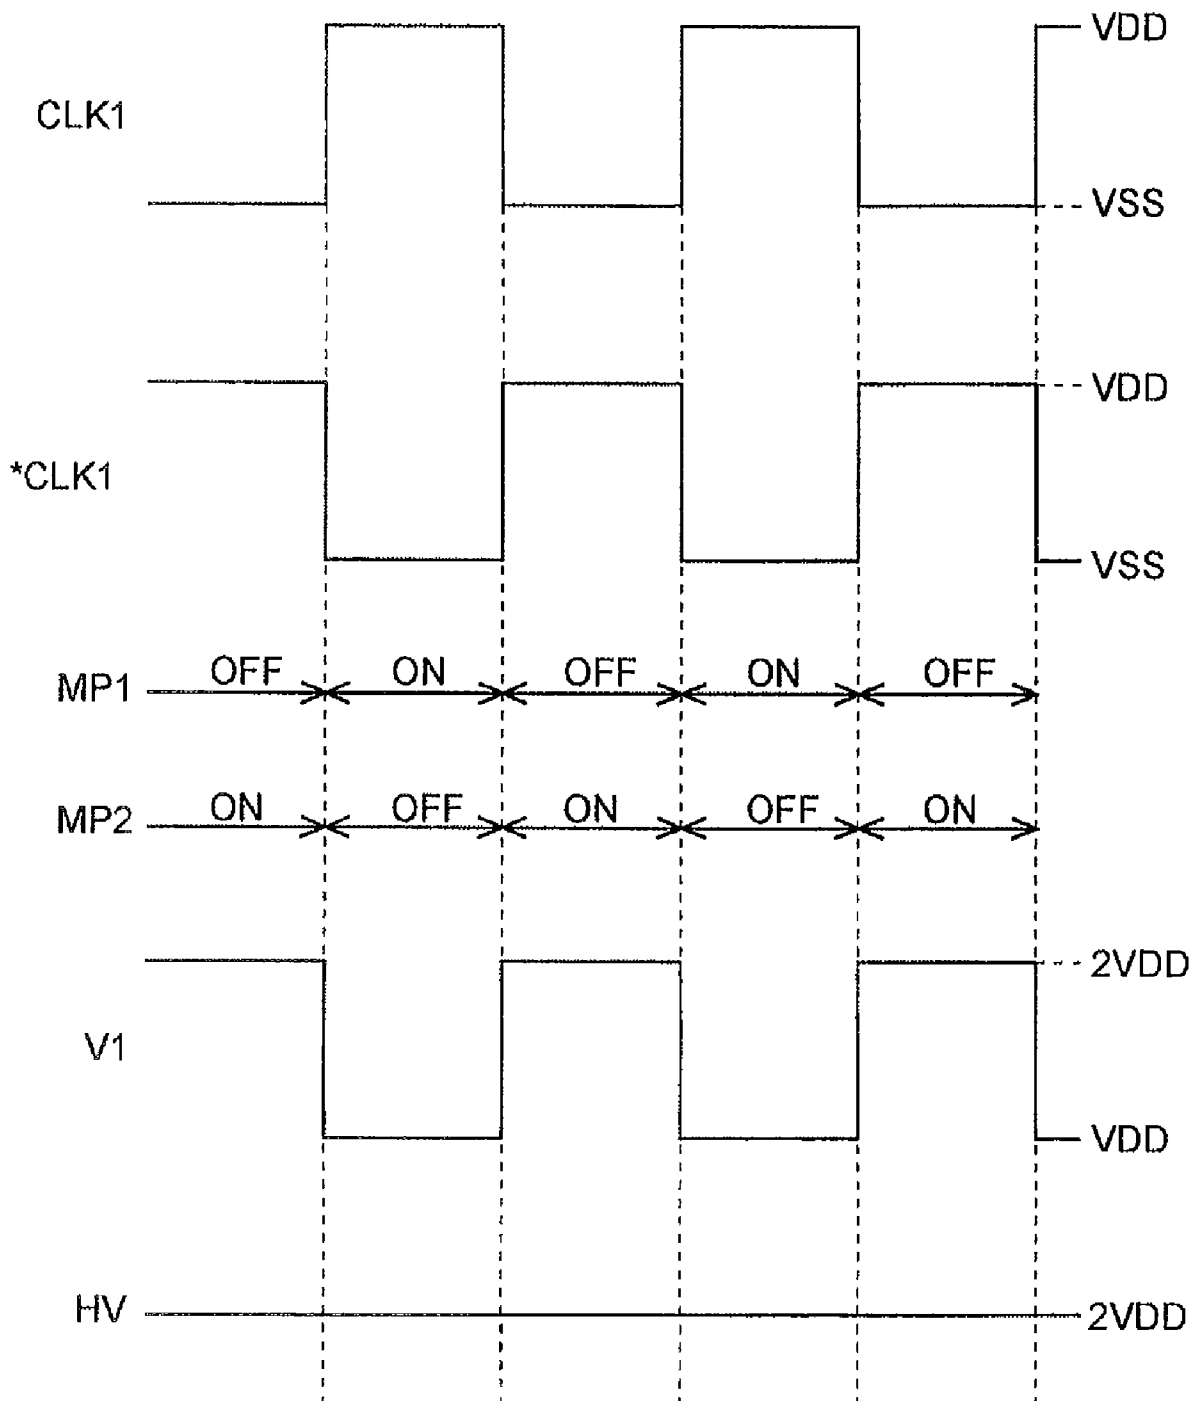 VDD
CLK1
VSS
VDD
*CLK1
VSS
MP1 OFF ON OFF ON OFF
MP2 ON OFF ON OFF ON
2VDD
V1
VDD
HV 2VDD